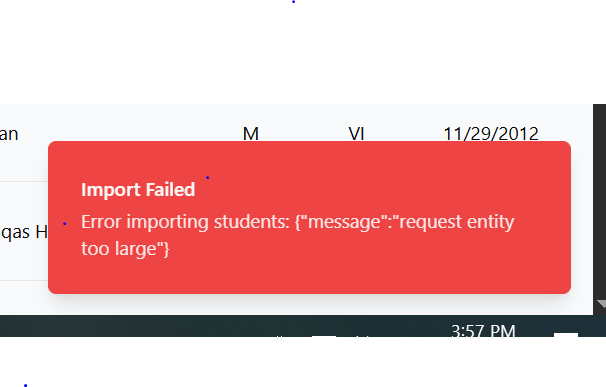 an M VI 11/29/2012
Import Failed
qas H
Error importing students: {"message":"request entity
too large"}
3:57 PM